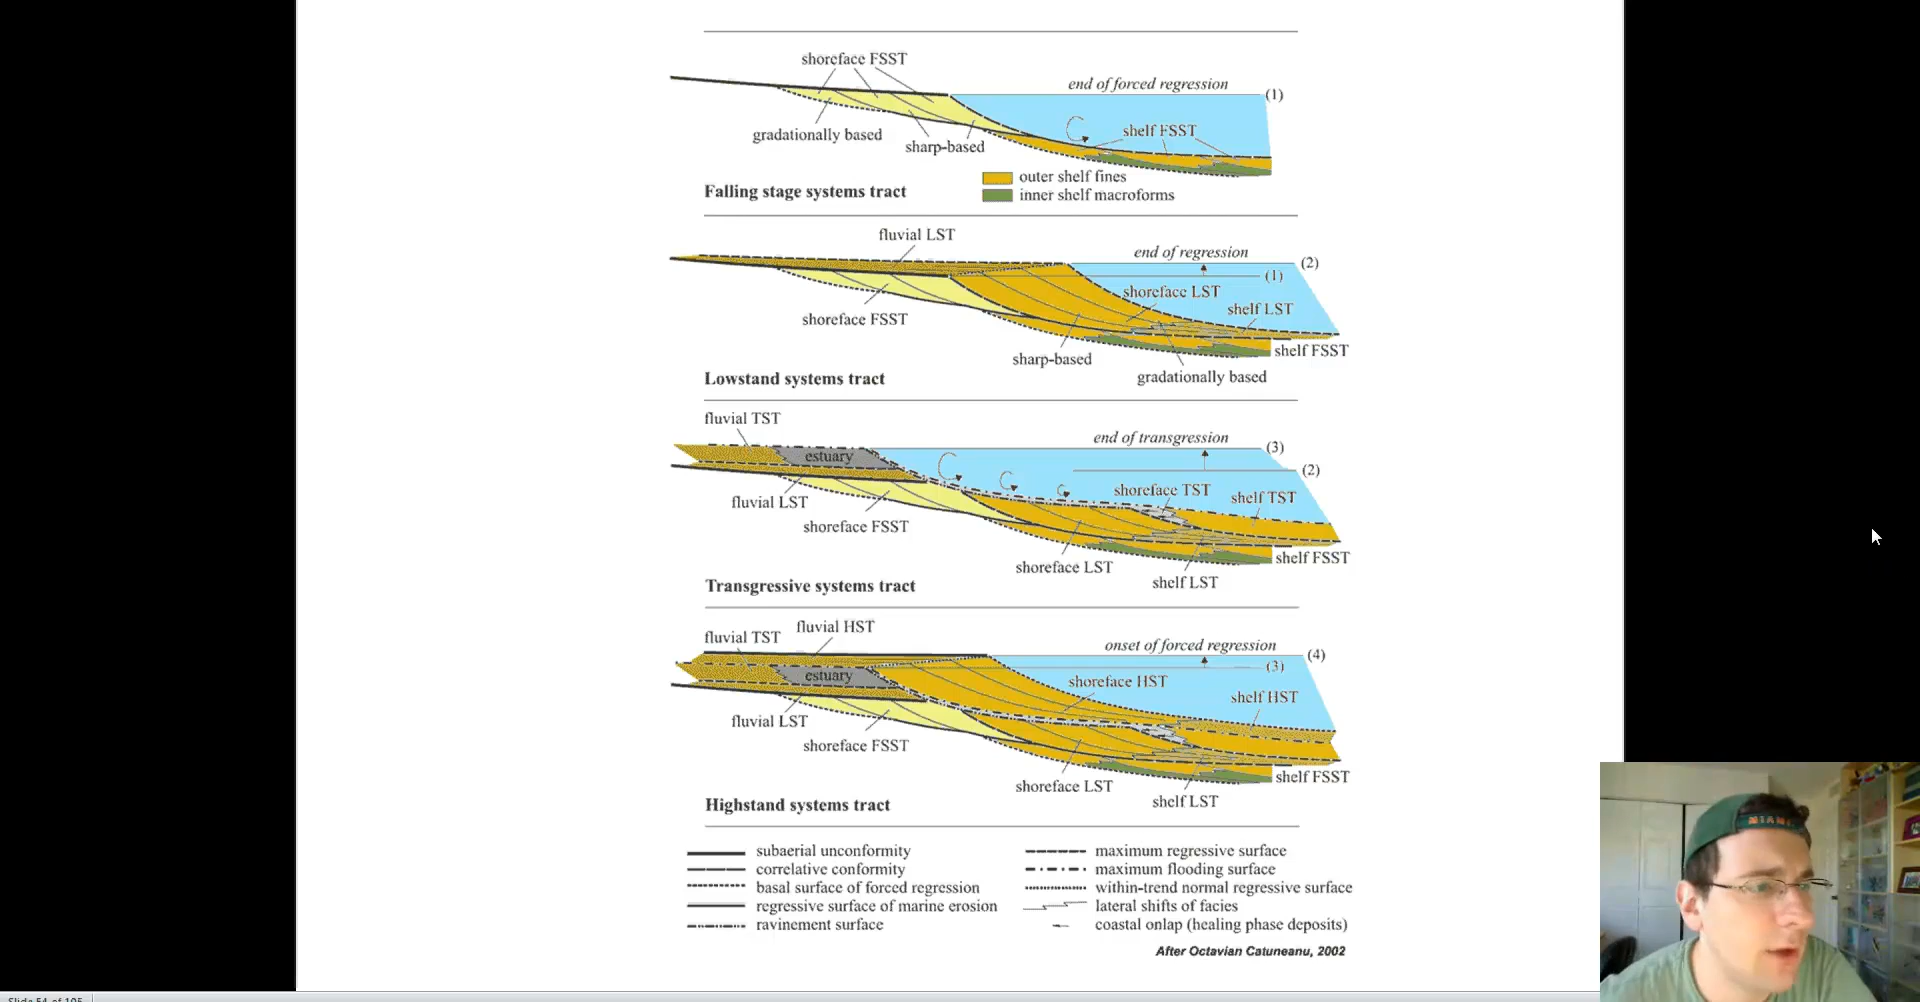 shoreface FSST
end of forced regression
(1)
gradationally based
sharp-based
shelf FSST
outer shelf fines
inner shelf macroforms
Falling stage systems tract
fluvial LST
end of regression
(2)
(1)
shoreface LST
shelf LST
shoreface FSST
shelf FSST
sharp-based
gradationally based
Lowstand systems tract
fluvial TST
end of transgression
(3)
estuary
(2)
shoreface TST
shelf TST
fluvial LST
shoreface FSST
shelf FSST
shoreface LST
shelf LST
Transgressive systems tract
fluvial HST
fluvial TST
onset of forced regression
(4)
(3)
estuary
shoreface HST
shelf HST
fluvial LST
shoreface FSST
shelf FSST
shoreface LST
shelf LST
Highstand systems tract
subaerial unconformity
correlative conformity
basal surface of forced regression
regressive surface of marine erosion
ravinement surface
maximum regressive surface
maximum flooding surface
within-trend normal regressive surface
lateral shifts of facies
coastal onlap (healing phase deposits)
After Octavian Catuneanu, 2002
MIAMI
Slide 54 of 105